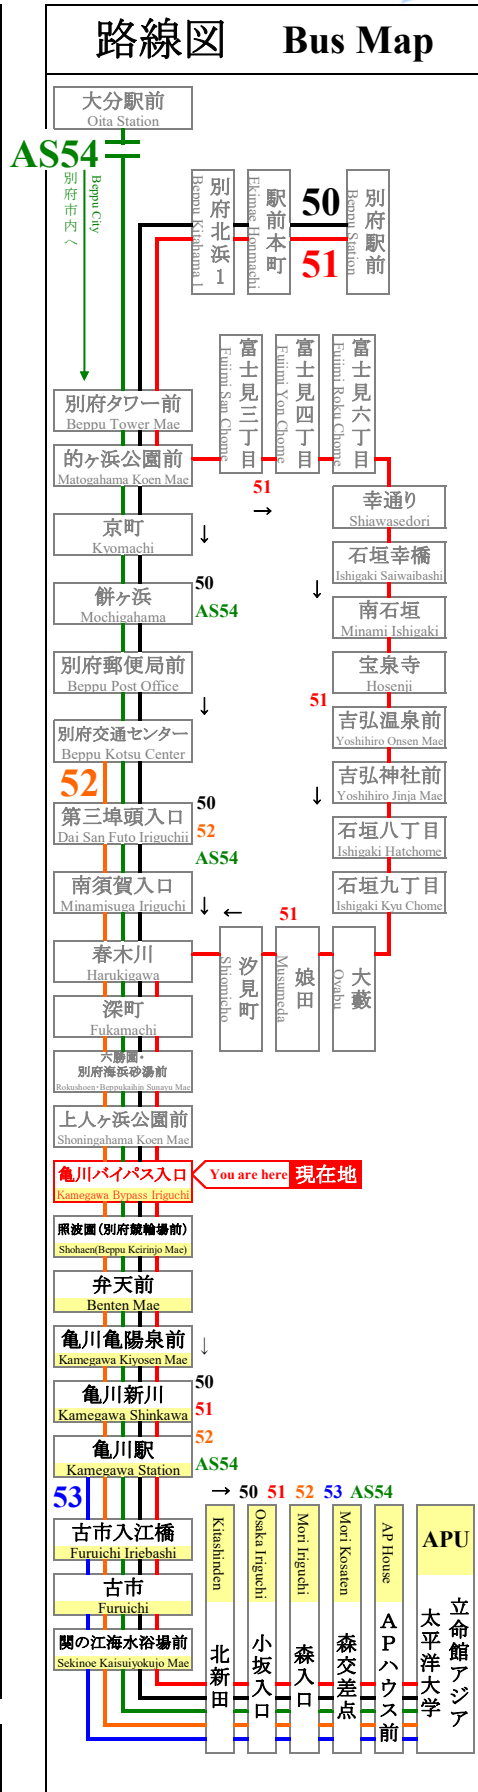 路線図 Bus Map
大分駅前
Oita Station
AS54
Beppu City
別府市内へ
別府北浜1
Beppu Kitahama 1
駅前本町
Ekimae Honmachi
50
51
別府駅前
Beppu Station
別府タワー前
Beppu Tower Mae
的ヶ浜公園前
Matogahama Koen Mae
富士見三丁目
Fujimi San Chome
富士見四丁目
Fujimi Yon Chome
富士見六丁目
Fujimi Roku Chome
51
→
幸通り
Shiawasedori
京町
Kyomachi
↓
石垣幸橋
Ishigaki Saiwaibashi
餅ヶ浜
Mochigahama
50
AS54
↓
南石垣
Minami Ishigaki
別府郵便局前
Beppu Post Office
宝泉寺
Hosenji
↓
51
吉弘温泉前
Yoshihiro Onsen Mae
別府交通センター
Beppu Kotsu Center
52
吉弘神社前
Yoshihiro Jinja Mae
↓
第三埠頭入口
Dai San Futo Iriguchii
50
52
AS54
石垣八丁目
Ishigaki Hatchome
南須賀入口
Minamisuga Iriguchi
↓
石垣九丁目
Ishigaki Kyu Chome
←
51
春木川
Harukigawa
汐見町
Shiomicho
娘田
Musumeda
大藪
Oyabu
深町
Fukamachi
六勝園・
別府海浜砂湯前
Rokushoen・Beppukaihin Sunayu Mae
上人ヶ浜公園前
Shoningahama Koen Mae
亀川バイパス入口
Kamegawa Bypass Iriguchi
You are here 現在地
照波園(別府競輪場前)
Shohaen(Beppu Keirinjo Mae)
弁天前
Benten Mae
亀川亀陽泉前
Kamegawa Kiyosen Mae
↓
亀川新川
Kamegawa Shinkawa
50
51
52
AS54
亀川駅
Kamegawa Station
53
→ 50 51 52 53 AS54
古市入江橋
Furuichi Iriebashi
古市
Furuichi
関の江海水浴場前
Sekinoe Kaisuiyokujo Mae
Kitashinden
北新田
Osaka Iriguchi
小坂入口
Mori Iriguchi
森入口
Mori Kosaten
森交差点
AP House
APハウス前
APU
立命館アジア
太平洋大学